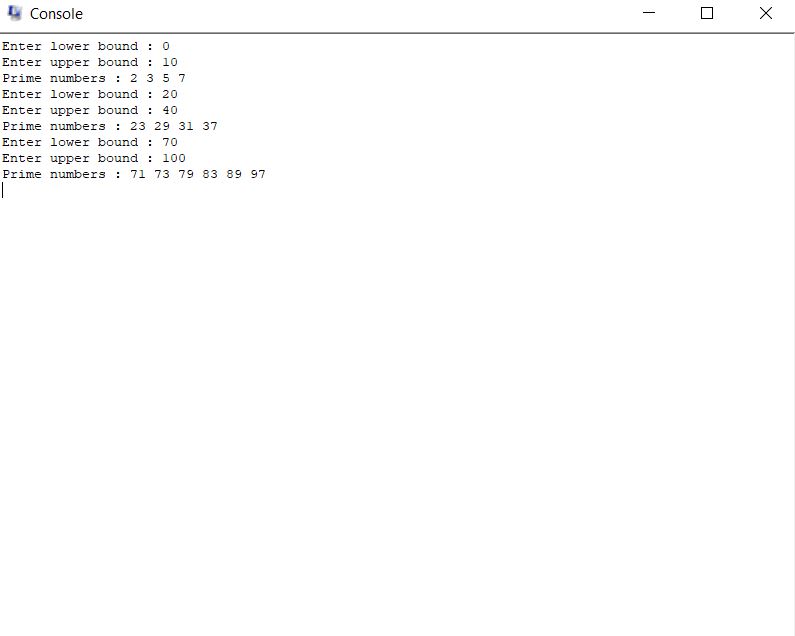 Console
Enter lower bound : 0
Enter upper bound : 10
Prime numbers : 2 3 5 7
Enter lower bound : 20
Enter upper bound : 40
Prime numbers : 23 29 31 37
Enter lower bound : 70
Enter upper bound : 100
Prime numbers : 71 73 79 83 89 97